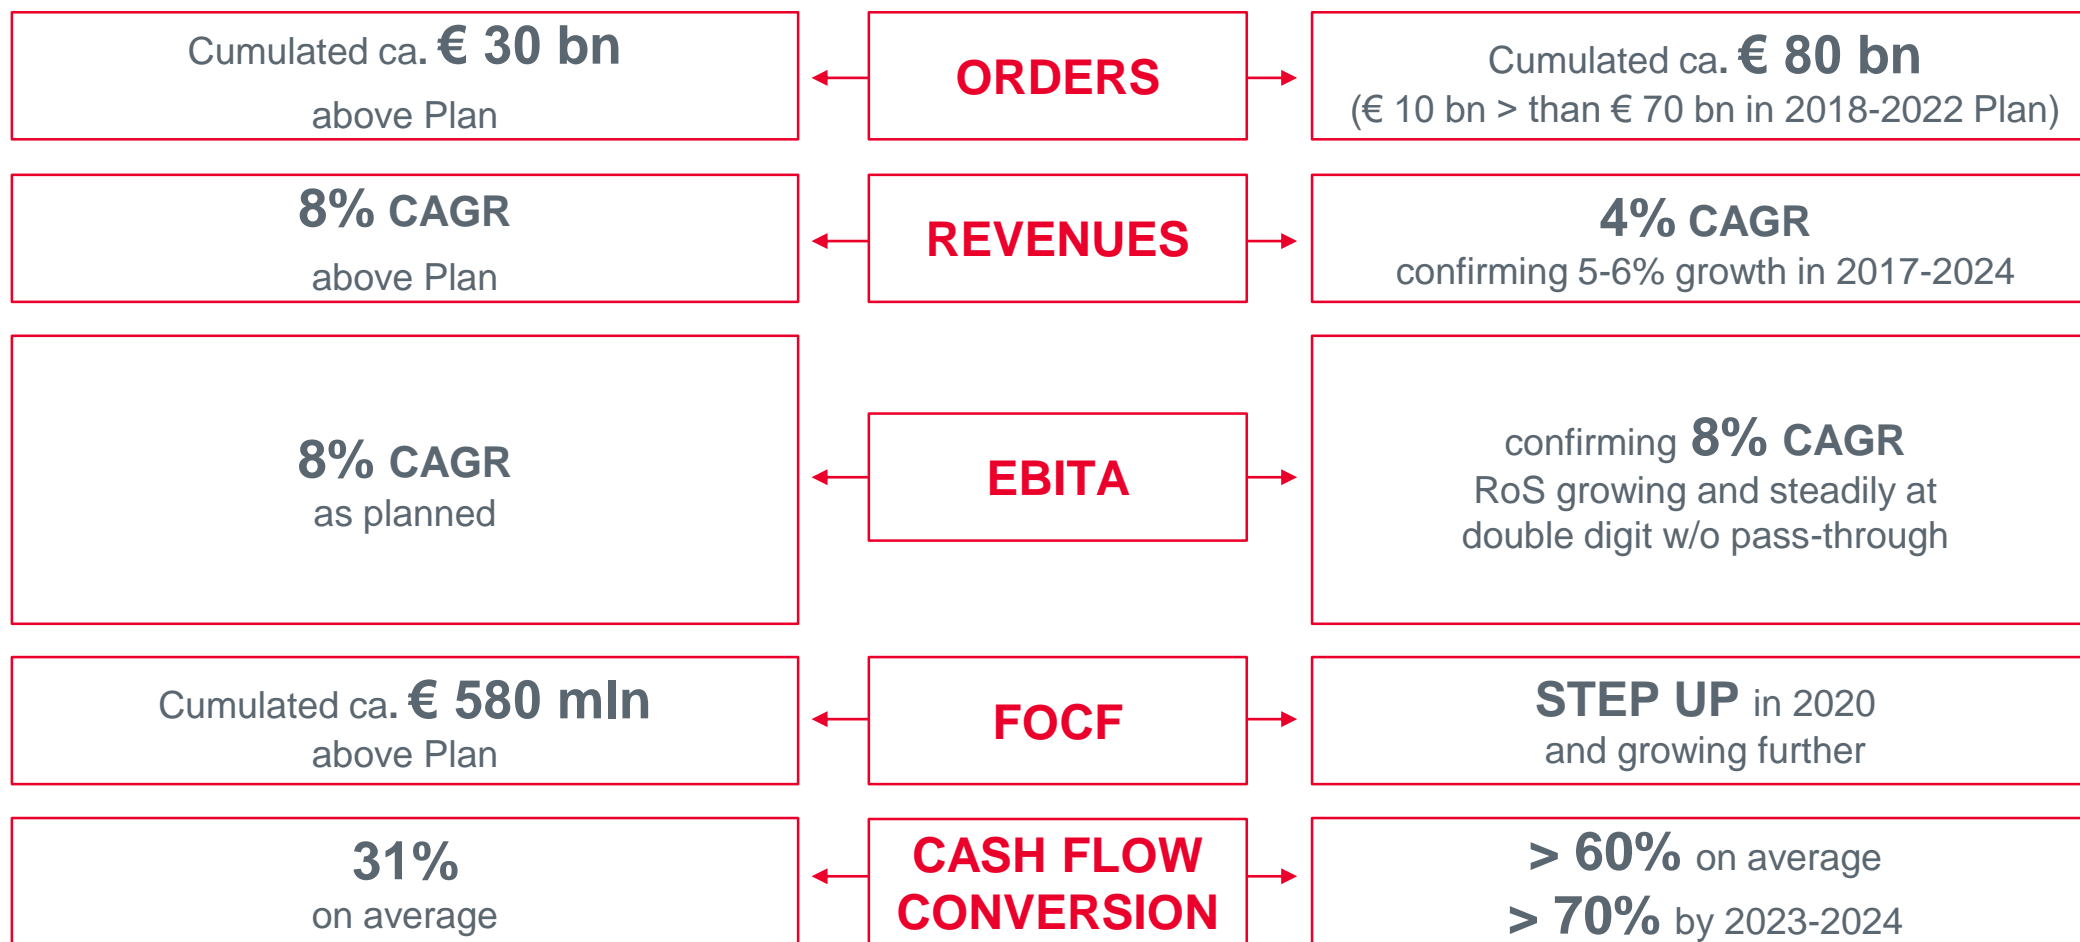 Cumulated ca. € 30 bn
above Plan
ORDERS
Cumulated ca. € 80 bn
(€ 10 bn > than € 70 bn in 2018-2022 Plan)
8% CAGR
above Plan
REVENUES
4% CAGR
confirming 5-6% growth in 2017-2024
8% CAGR
as planned
EBITA
confirming 8% CAGR
RoS growing and steadily at
double digit w/o pass-through
Cumulated ca. € 580 mln
above Plan
FOCF
STEP UP in 2020
and growing further
31%
on average
CASH FLOW
CONVERSION
> 60% on average
> 70% by 2023-2024